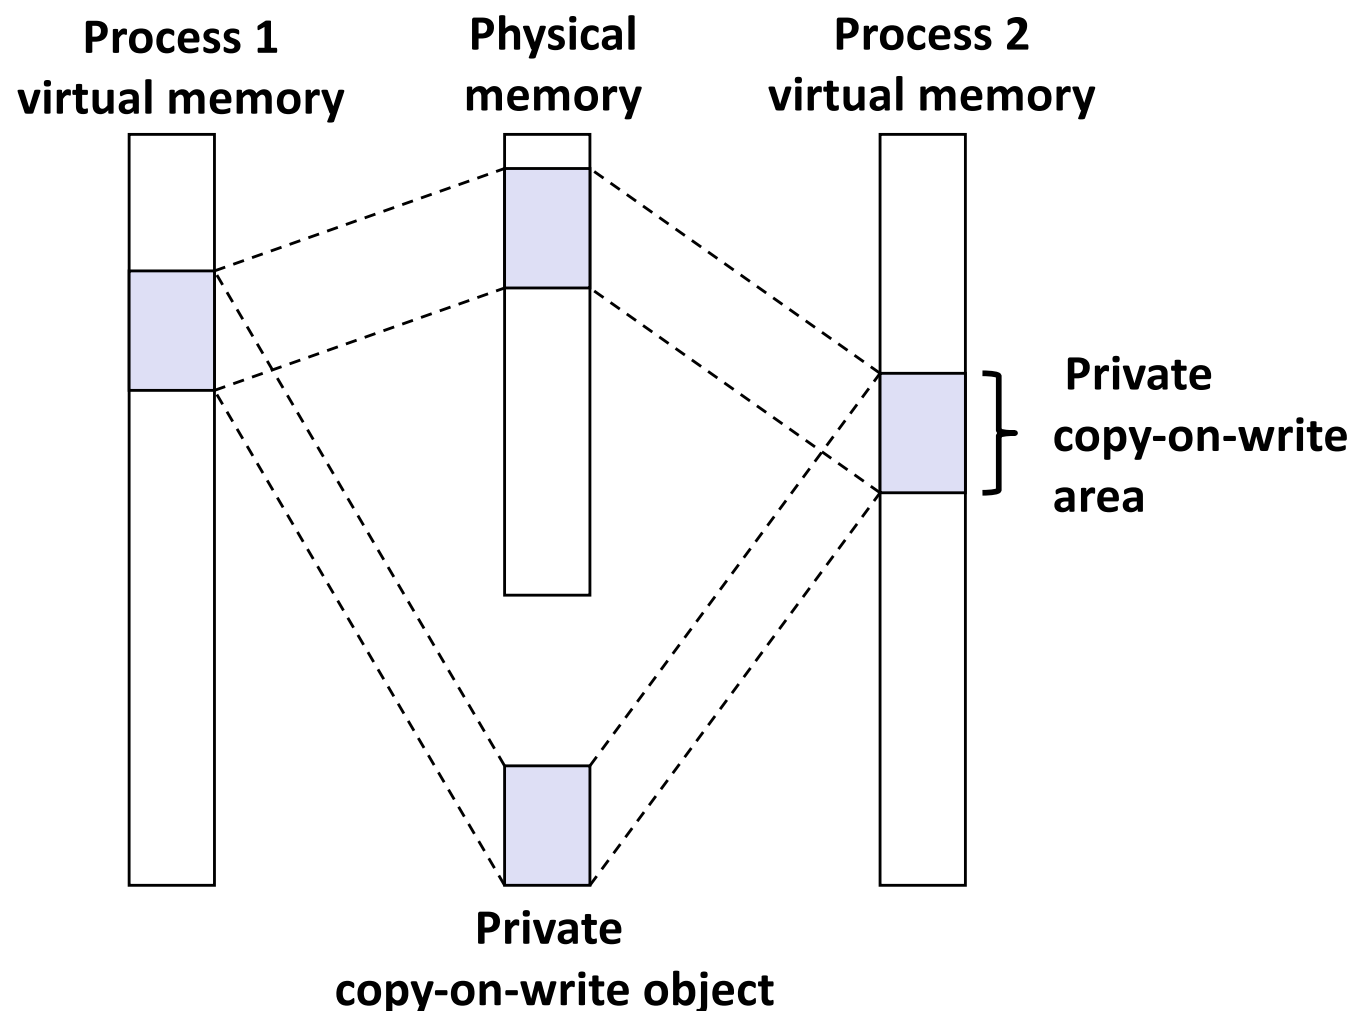 Process 1
virtual memory
Physical
memory
Process 2
virtual memory
Private
copy-on-write
area
Private
copy-on-write object